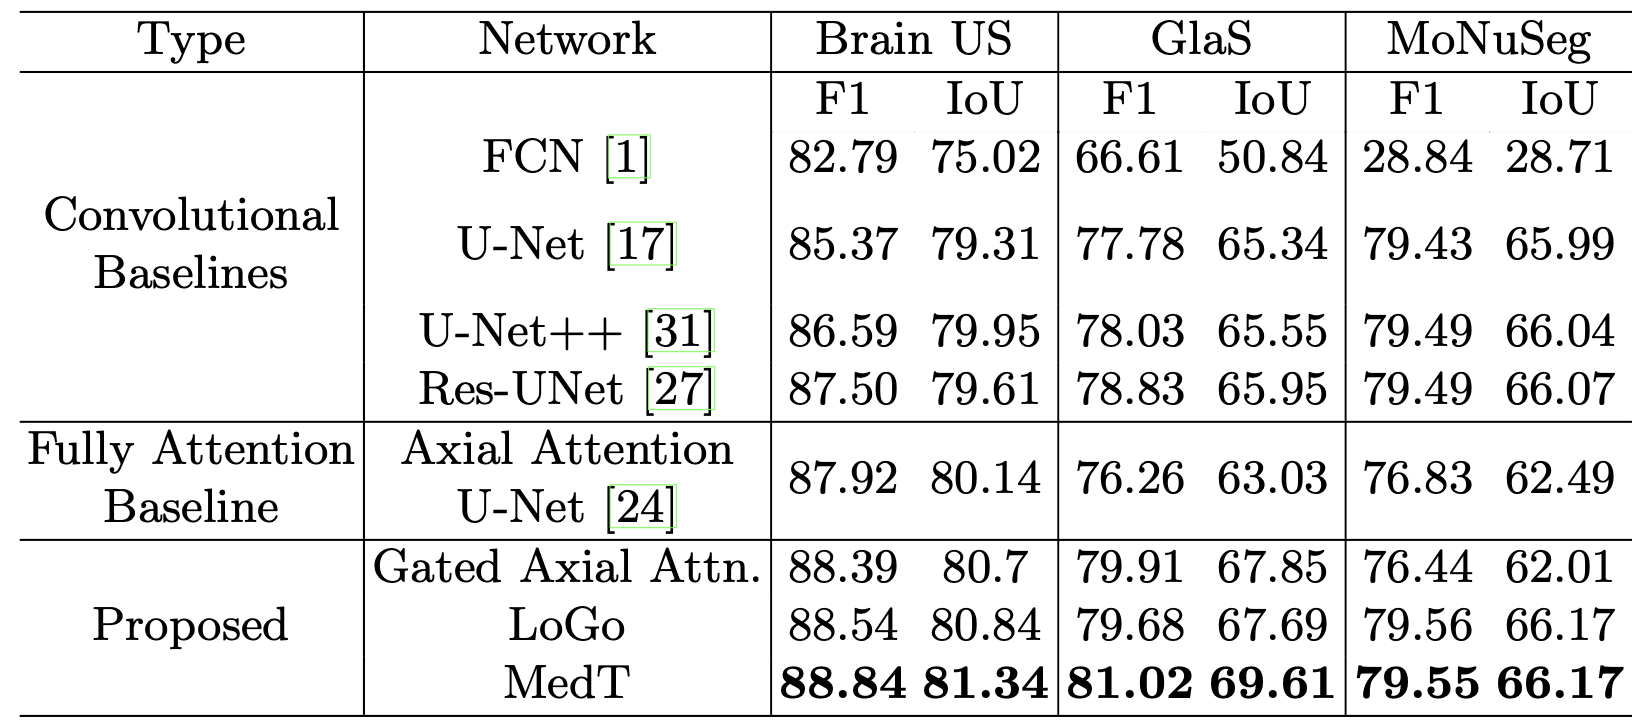 Type Network Brain US GlaS MoNuSeg
F1 IoU F1 IoU F1 IoU
Convolutional
Baselines
FCN [1] 82.79 75.02 66.61 50.84 28.84 28.71
U-Net [17] 85.37 79.31 77.78 65.34 79.43 65.99
U-Net++ [31] 86.59 79.95 78.03 65.55 79.49 66.04
Res-UNet [27] 87.50 79.61 78.83 65.95 79.49 66.07
Fully Attention
Baseline
Axial Attention
U-Net [24]
87.92 80.14 76.26 63.03 76.83 62.49
Proposed
Gated Axial Attn. 88.39 80.7 79.91 67.85 76.44 62.01
LoGo 88.54 80.84 79.68 67.69 79.56 66.17
MedT 88.84 81.34 81.02 69.61 79.55 66.17